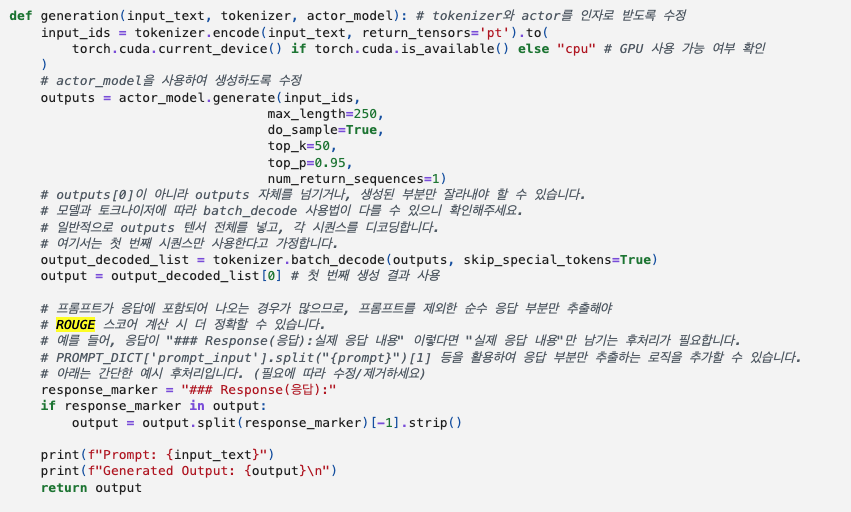 def generation(input_text, tokenizer, actor_model): # tokenizer와 actor를 인자로 받도록 수정
    input_ids = tokenizer.encode(input_text, return_tensors='pt').to(
        torch.cuda.current_device() if torch.cuda.is_available() else "cpu" # GPU 사용 가능 여부 확인
    )
    # actor_model을 사용하여 생성하도록 수정
    outputs = actor_model.generate(input_ids,
                                   max_length=250,
                                   do_sample=True,
                                   top_k=50,
                                   top_p=0.95,
                                   num_return_sequences=1)
    # outputs[0]이 아니라 outputs 자체를 넘기거나, 생성된 부분만 잘라내야 할 수 있습니다.
    # 모델과 토크나이저에 따라 batch_decode 사용법이 다를 수 있으니 확인해주세요.
    # 일반적으로 outputs 텐서 전체를 넣고, 각 시퀀스를 디코딩합니다.
    # 여기서는 첫 번째 시퀀스만 사용한다고 가정합니다.
    output_decoded_list = tokenizer.batch_decode(outputs, skip_special_tokens=True)
    output = output_decoded_list[0] # 첫 번째 생성 결과 사용

    # 프롬프트가 응답에 포함되어 나오는 경우가 많으므로, 프롬프트를 제외한 순수 응답 부분만 추출해야
    # ROUGE 스코어 계산 시 더 정확할 수 있습니다.
    # 예를 들어, 응답이 "### Response(응답):실제 응답 내용" 이렇다면 "실제 응답 내용"만 남기는 후처리가 필요합니다.
    # PROMPT_DICT['prompt_input'].split("{prompt}")[1] 등을 활용하여 응답 부분만 추출하는 로직을 추가할 수 있습니다.
    # 아래는 간단한 예시 후처리입니다. (필요에 따라 수정/제거하세요)
    response_marker = "### Response(응답):"
    if response_marker in output:
        output = output.split(response_marker)[-1].strip()

    print(f"Prompt: {input_text}")
    print(f"Generated Output: {output}\n")
    return output